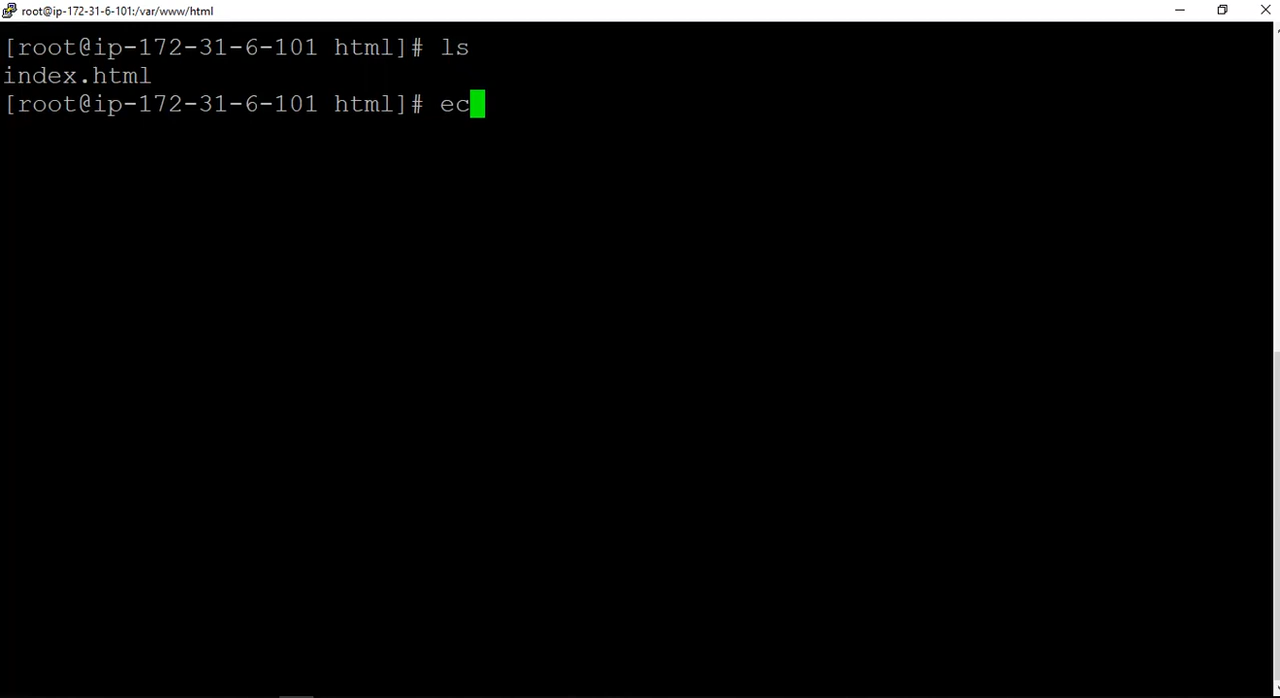 root@ip-172-31-6-101:/var/www/html
[root@ip-172-31-6-101 html]# ls
index.html
[root@ip-172-31-6-101 html]# ec